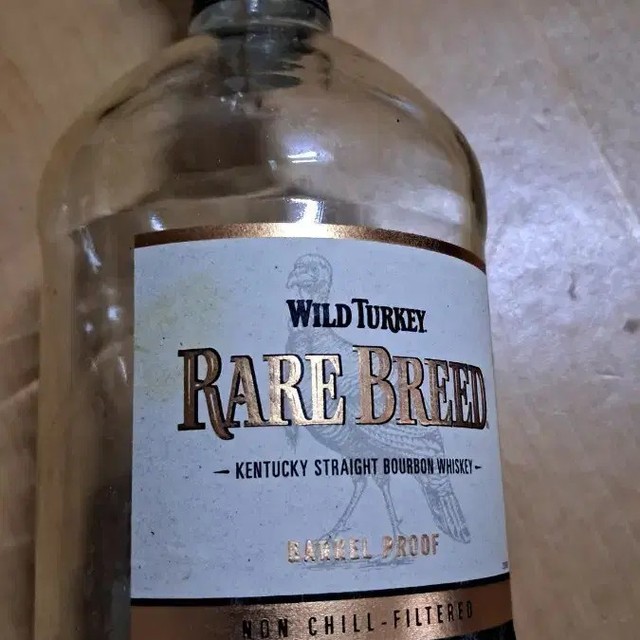 WILD TURKEY
RARE BREED
KENTUCKY STRAIGHT BOURBON WHISKEY
BARREL PROOF
NON CHILL-FILTERED